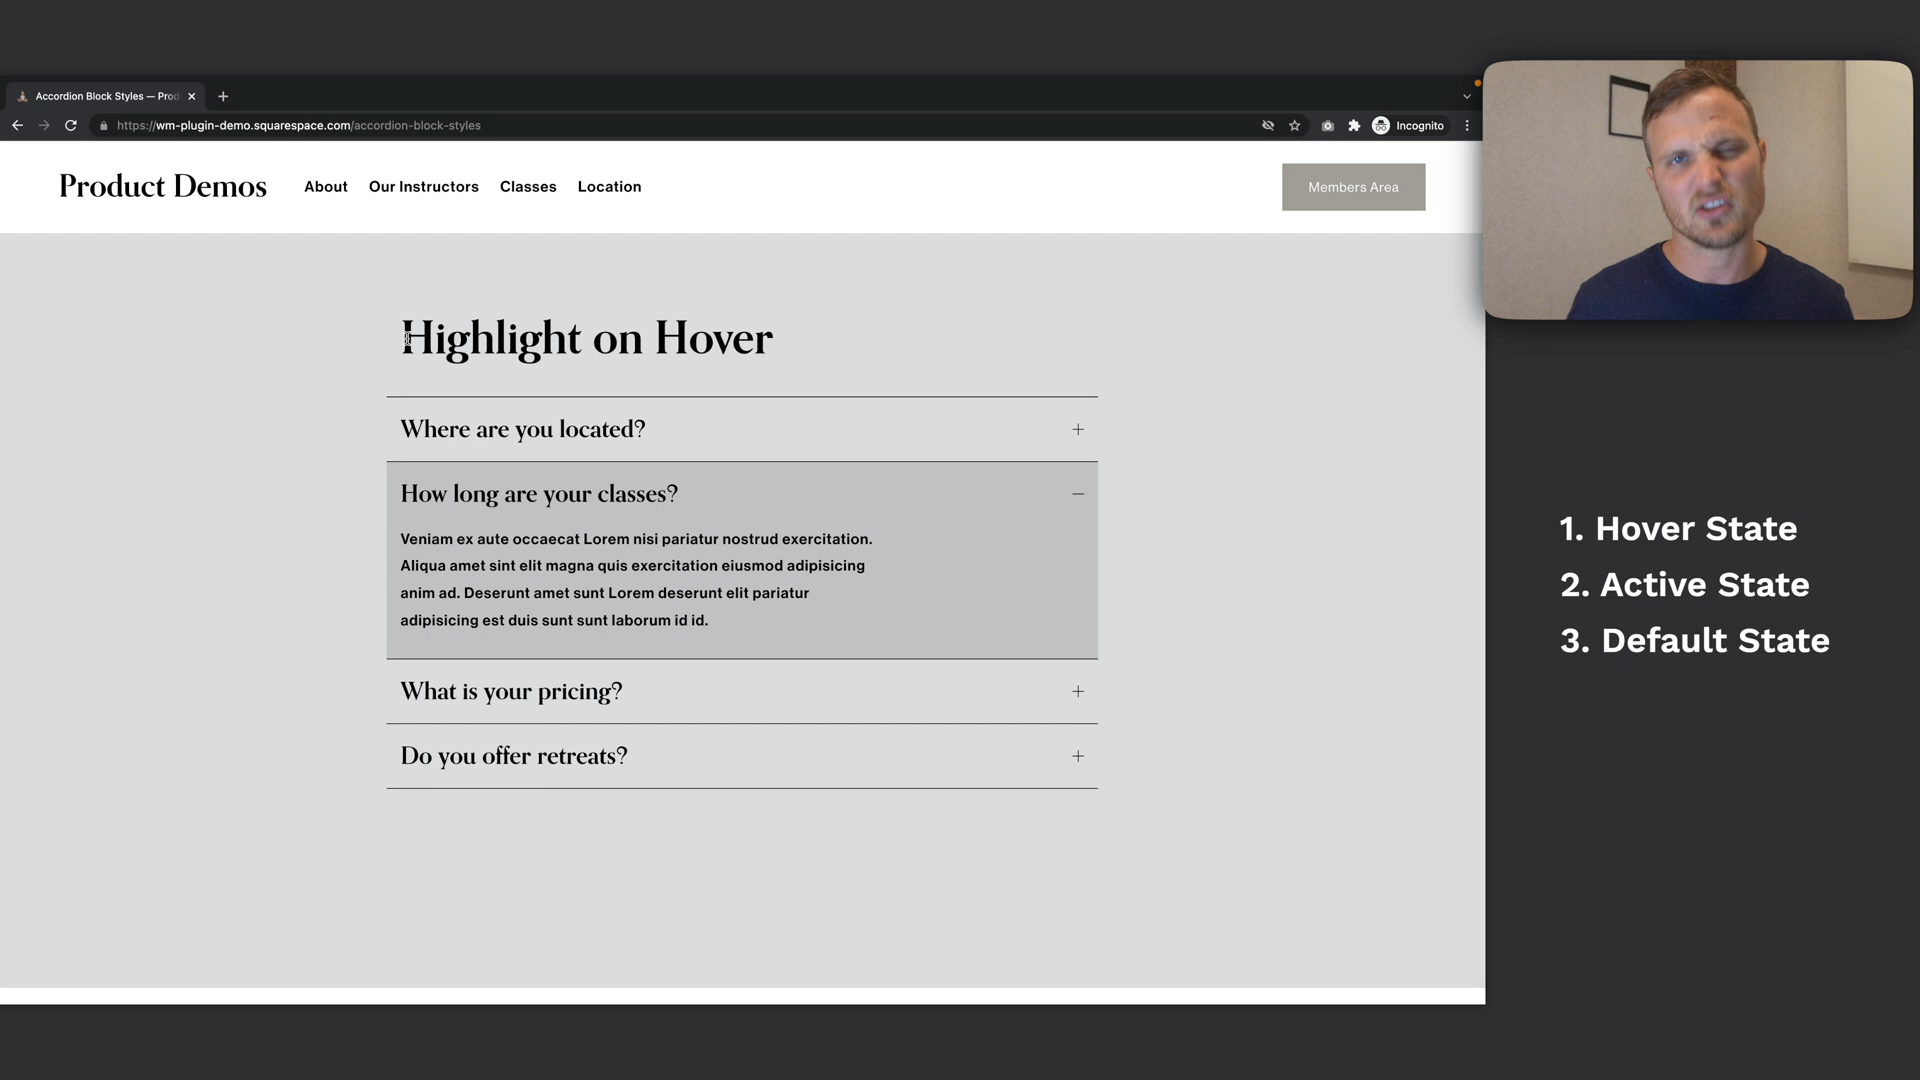 Accordion Block Styles — Prod
https://wm-plugin-demo.squarespace.com/accordion-block-styles
Incognito
Product Demos
About
Our Instructors
Classes
Location
Members Area
Highlight on Hover
Where are you located?
How long are your classes?
Veniam ex aute occaecat Lorem nisi pariatur nostrud exercitation.
Aliqua amet sint elit magna quis exercitation eiusmod adipisicing
anim ad. Deserunt amet sunt Lorem deserunt elit pariatur
adipisicing est duis sunt sunt laborum id id.
What is your pricing?
Do you offer retreats?
1. Hover State
2. Active State
3. Default State